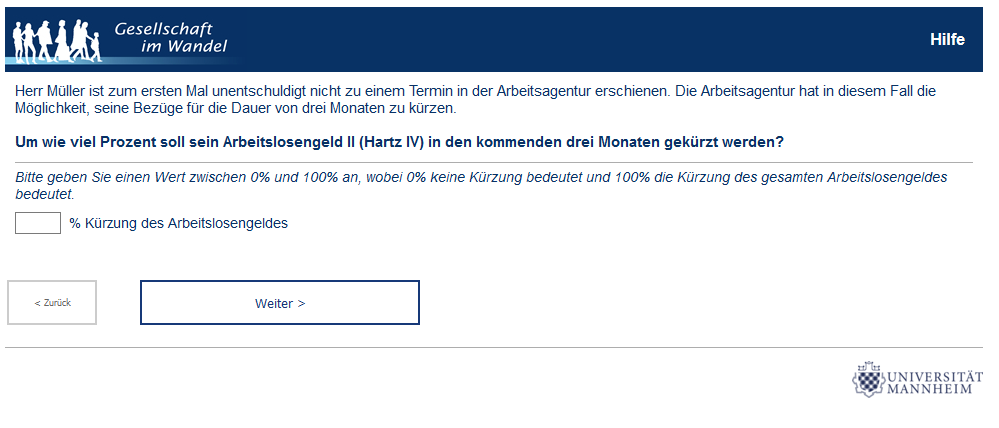 Gesellschaft
im Wandel
Hilfe
Herr Müller ist zum ersten Mal unentschuldigt nicht zu einem Termin in der Arbeitsagentur erschienen. Die Arbeitsagentur hat in diesem Fall die
Möglichkeit, seine Bezüge für die Dauer von drei Monaten zu kürzen.
Um wie viel Prozent soll sein Arbeitslosengeld II (Hartz IV) in den kommenden drei Monaten gekürzt werden?
Bitte geben Sie einen Wert zwischen 0% und 100% an, wobei 0% keine Kürzung bedeutet und 100% die Kürzung des gesamten Arbeitslosengeldes
bedeutet.
% Kürzung des Arbeitslosengeldes
< Zurück
Weiter >
UNIVERSITÄT
MANNHEIM